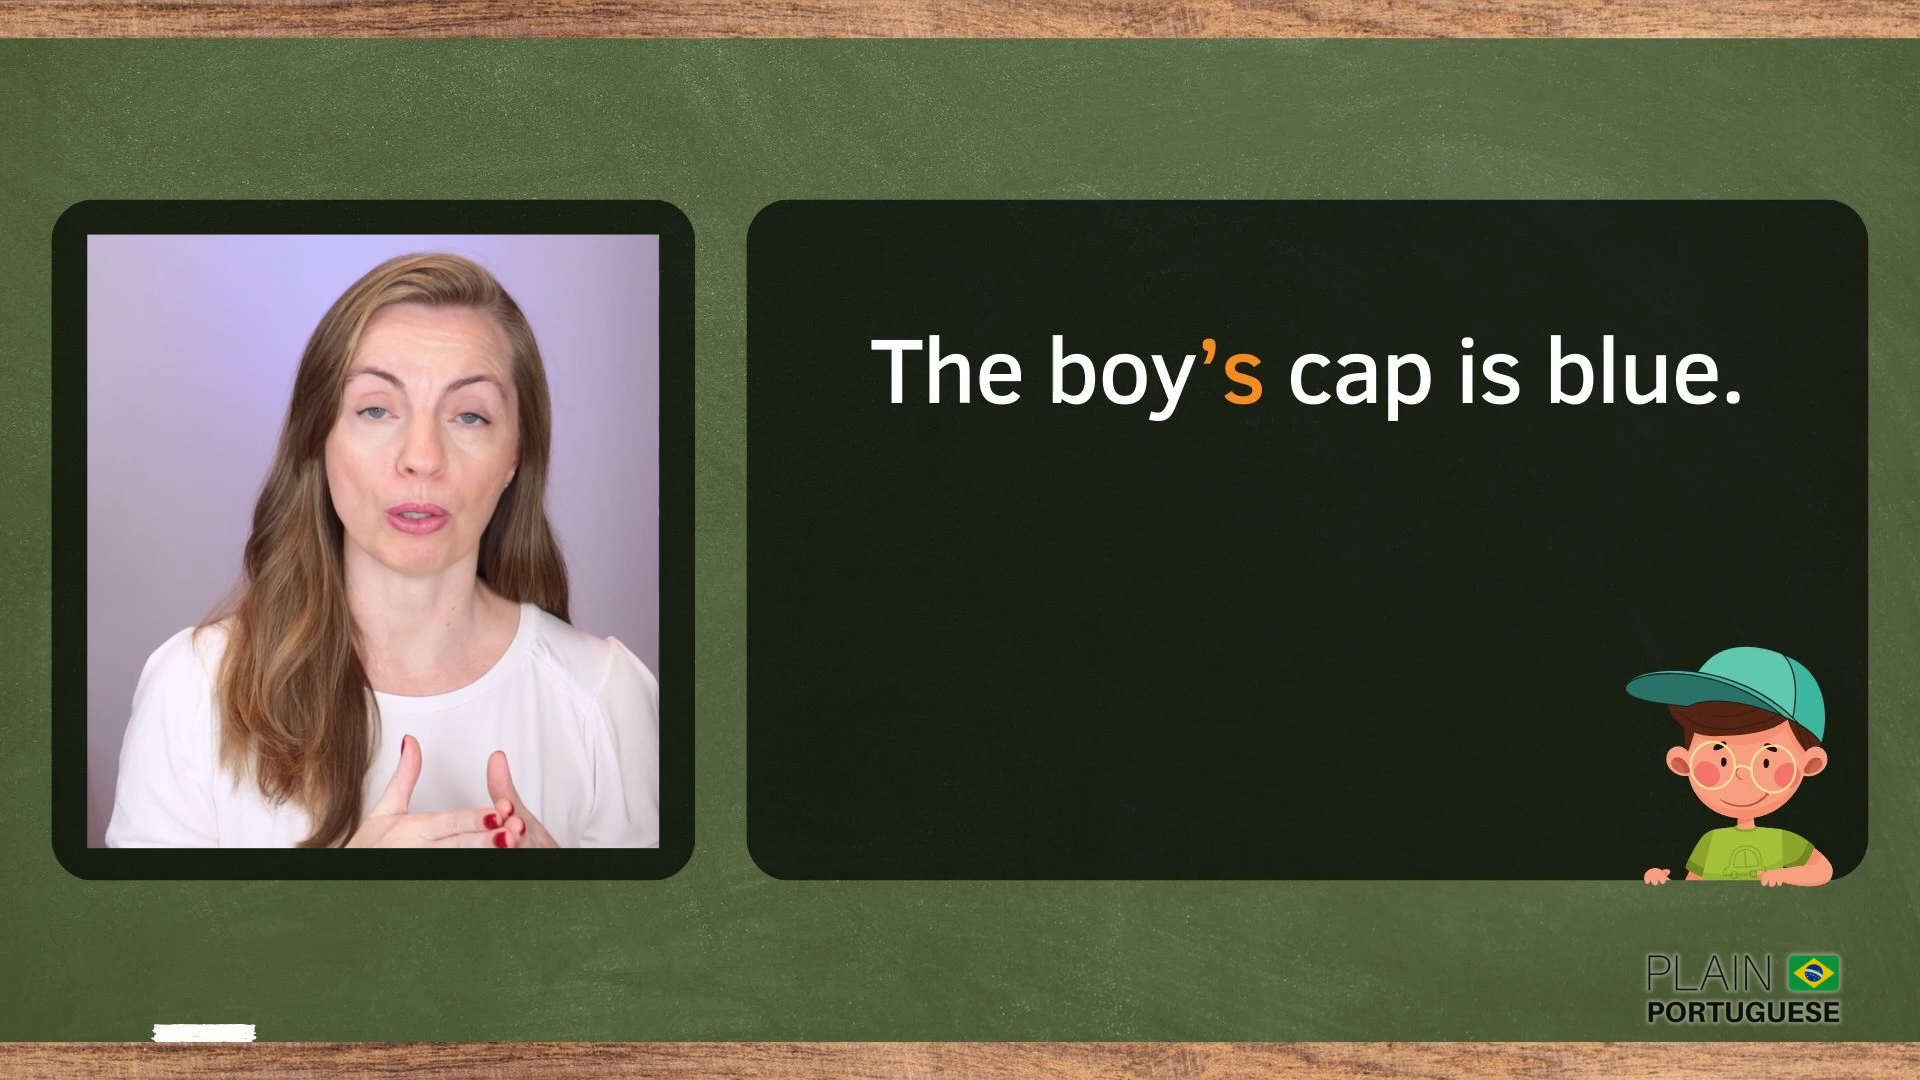 The boy’s cap is blue.
PLAIN
PORTUGUESE